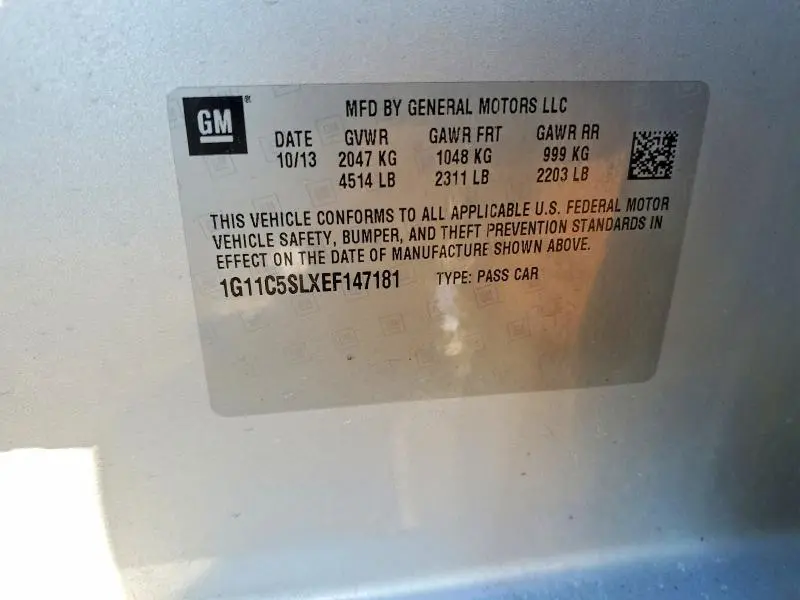 GM
MFD BY GENERAL MOTORS LLC
DATE GVWR GAWR FRT GAWR RR
10/13 2047 KG 1048 KG 999 KG
4514 LB 2311 LB 2203 LB
THIS VEHICLE CONFORMS TO ALL APPLICABLE U.S. FEDERAL MOTOR
VEHICLE SAFETY, BUMPER, AND THEFT PREVENTION STANDARDS IN
EFFECT ON THE DATE OF MANUFACTURE SHOWN ABOVE.
1G11C5SLXEF147181 TYPE: PASS CAR